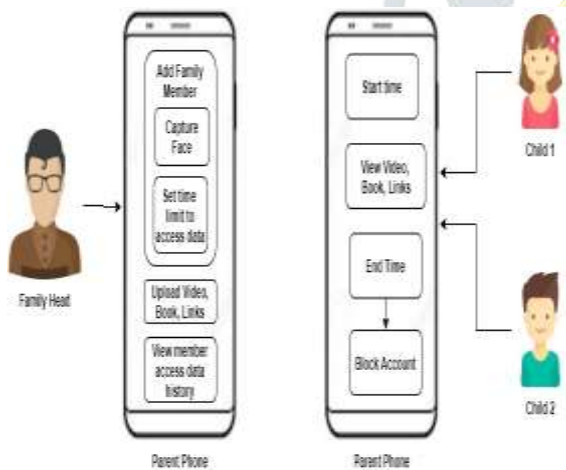 Add Family
Member
Capture
Face
Set time
limit to
access data
Upload Video,
Book, Links
View member
access data
history
Family Head
Parent Phone
Start time
View Video,
Book, Links
End Time
Block Account
Parent Phone
Child 1
Child 2